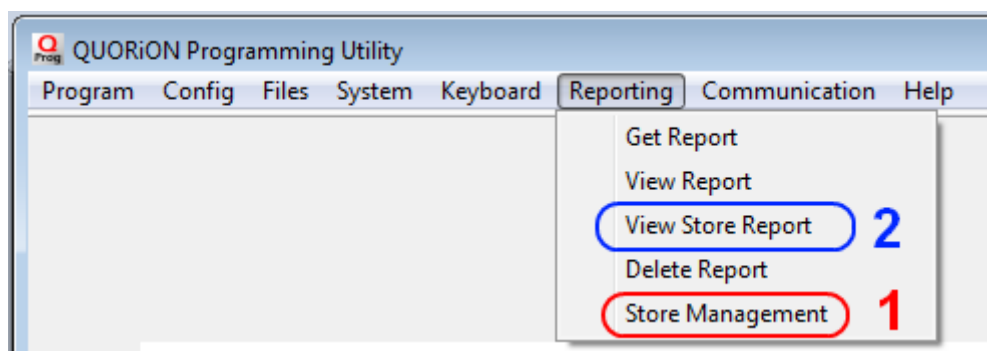 QProg QUORiON Programming Utility
Program Config Files System Keyboard Reporting Communication Help
Get Report
View Report
View Store Report 2
Delete Report
Store Management 1